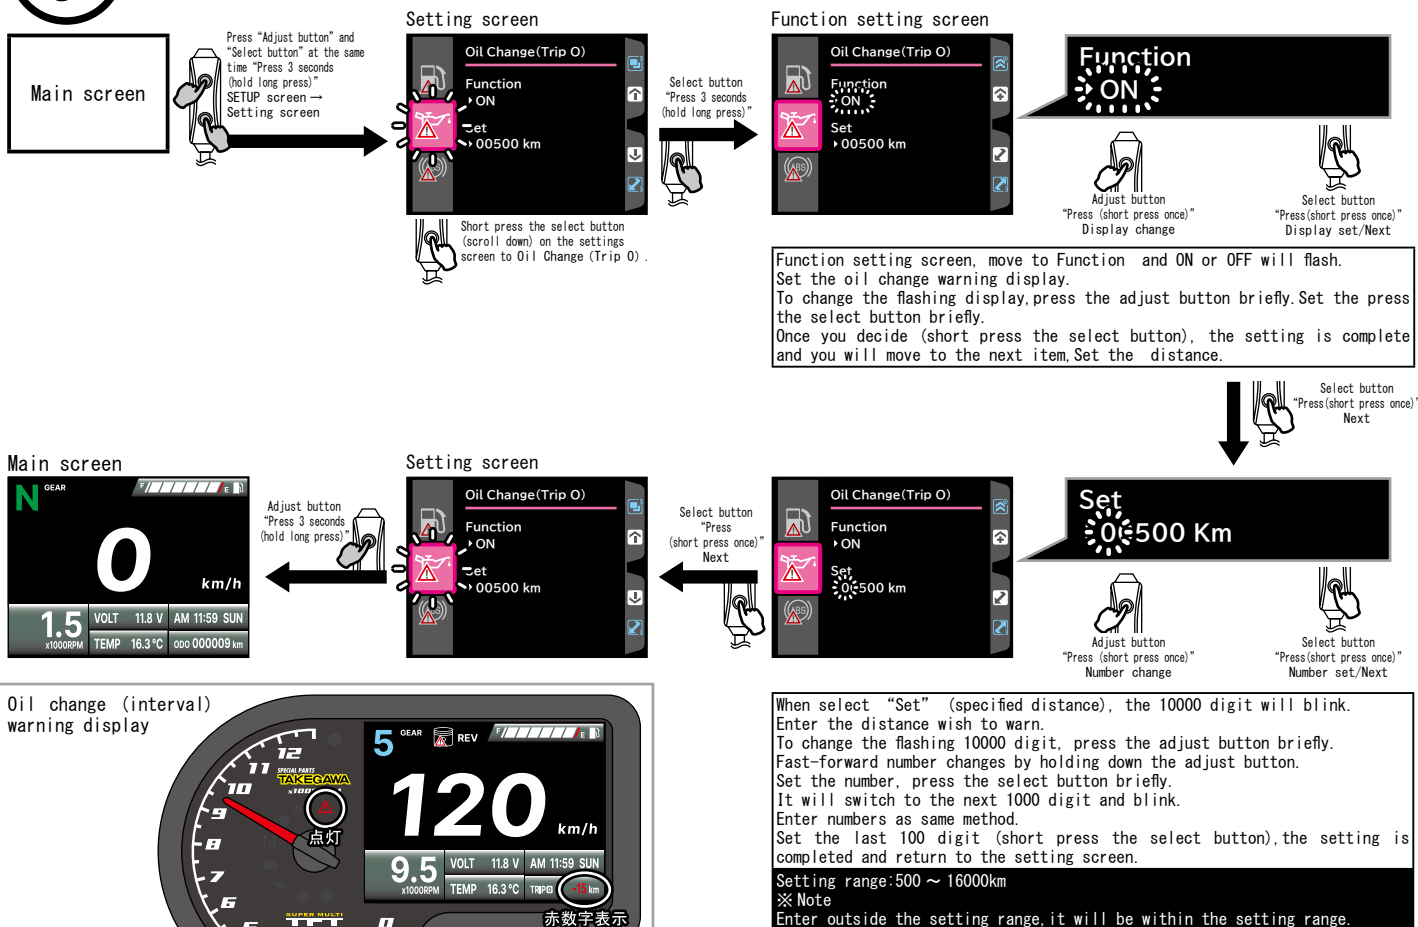 Setting screen
Function setting screen
Main screen
Press “Adjust button” and
“Select button” at the same
time “Press 3 seconds
(hold long press)”
SETUP screen →
Setting screen
Oil Change(Trip O)
Function
ON
Set
00500 km
(ABS)
Short press the select button
(scroll down) on the settings
screen to Oil Change (Trip O).
Select button
“Press 3 seconds
(hold long press)”
Oil Change(Trip O)
Function
ON
Set
00500 km
(ABS)
Function
ON
Adjust button
“Press (short press once)”
Display change
Select button
“Press(short press once)”
Display set/Next
Function setting screen, move to Function and ON or OFF will flash.
Set the oil change warning display.
To change the flashing display,press the adjust button briefly.Set the press
the select button briefly.
Once you decide (short press the select button), the setting is complete
and you will move to the next item,Set the distance.
Select button
“Press(short press once)”
Next
Set
00500 Km
Adjust button
“Press (short press once)”
Number change
Select button
“Press(short press once)”
Number set/Next
Oil Change(Trip O)
Function
ON
Set
00500 km
(ABS)
Select button
“Press
(short press once)”
Next
Setting screen
Oil Change(Trip O)
Function
ON
Set
00500 km
(ABS)
Adjust button
“Press 3 seconds
(hold long press)”
Main screen
N GEAR F E
0 km/h
1.5 x1000RPM
VOLT 11.8 V AM 11:59 SUN
TEMP 16.3°C ODO 000009 km
When select “Set” (specified distance), the 10000 digit will blink.
Enter the distance wish to warn.
To change the flashing 10000 digit, press the adjust button briefly.
Fast-forward number changes by holding down the adjust button.
Set the number, press the select button briefly.
It will switch to the next 1000 digit and blink.
Enter numbers as same method.
Set the last 100 digit (short press the select button),the setting is
completed and return to the setting screen.
Setting range:500 ～ 16000km
※ Note
Enter outside the setting range,it will be within the setting range.
Oil change (interval)
warning display
12
11
10
9
8
7
6
SPECIAL PARTS
TAKEGAWA
点灯
SUPER MULTI
TFT
5 GEAR REV F E
120 km/h
9.5 x1000RPM
VOLT 11.8 V AM 11:59 SUN
TEMP 16.3°C TRIP O -15 km
赤数字表示